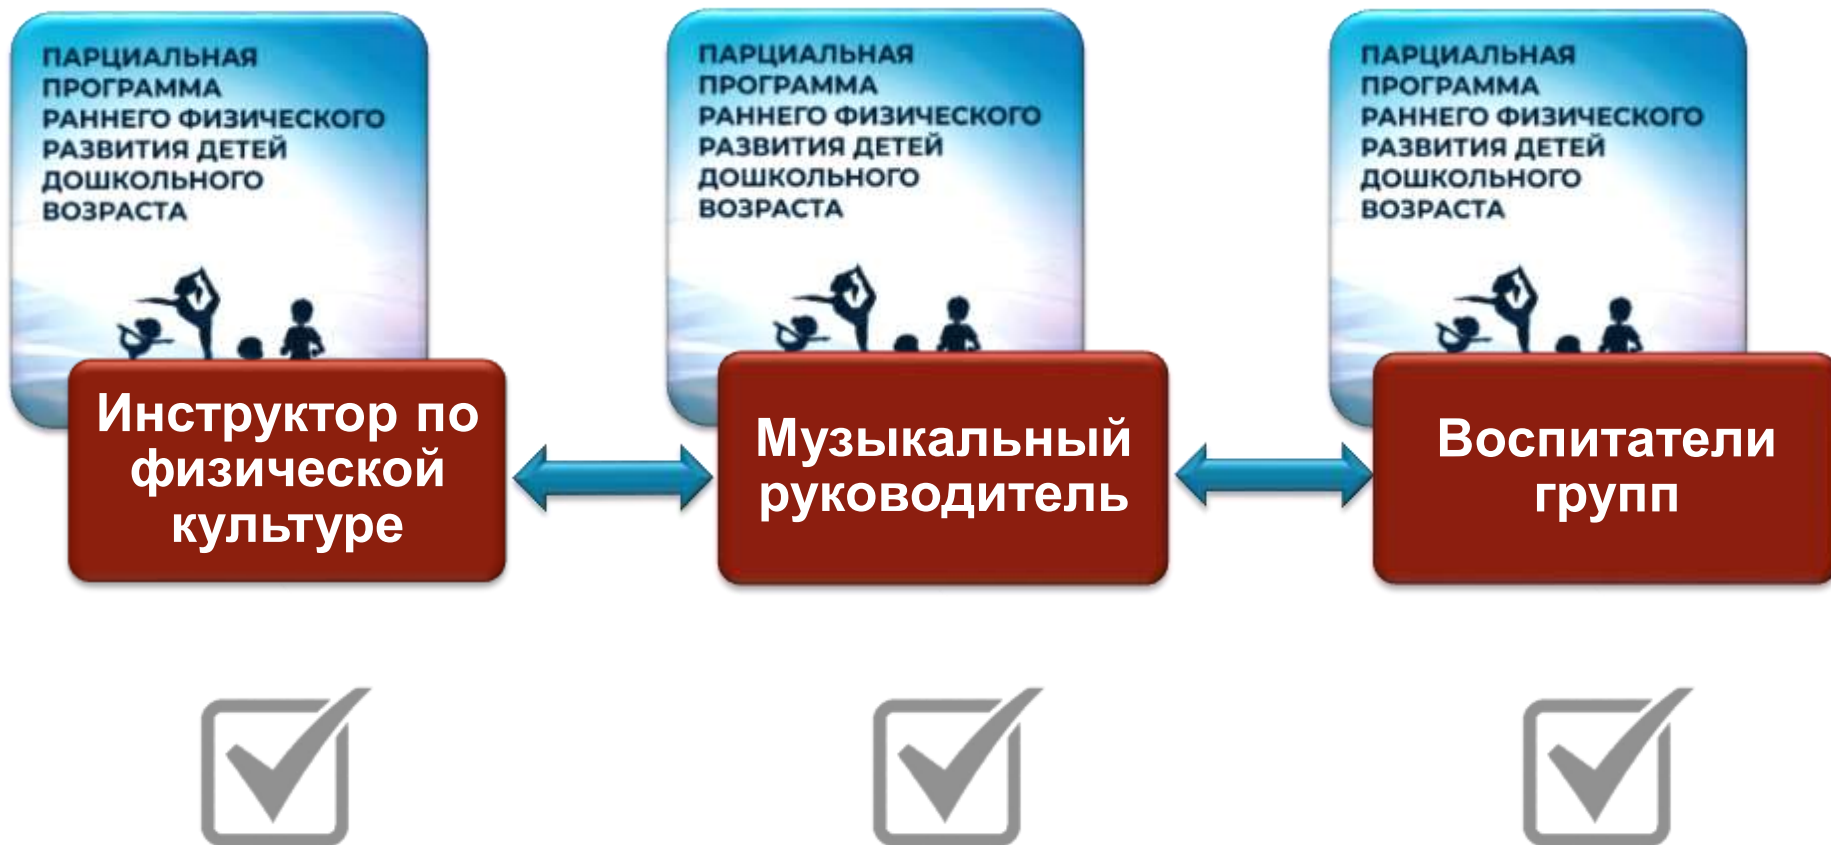 ПАРЦИАЛЬНАЯ
ПРОГРАММА
РАННЕГО ФИЗИЧЕСКОГО
РАЗВИТИЯ ДЕТЕЙ
ДОШКОЛЬНОГО
ВОЗРАСТА
Инструктор по
физической
культуре
ПАРЦИАЛЬНАЯ
ПРОГРАММА
РАННЕГО ФИЗИЧЕСКОГО
РАЗВИТИЯ ДЕТЕЙ
ДОШКОЛЬНОГО
ВОЗРАСТА
Музыкальный
руководитель
ПАРЦИАЛЬНАЯ
ПРОГРАММА
РАННЕГО ФИЗИЧЕСКОГО
РАЗВИТИЯ ДЕТЕЙ
ДОШКОЛЬНОГО
ВОЗРАСТА
Воспитатели
групп